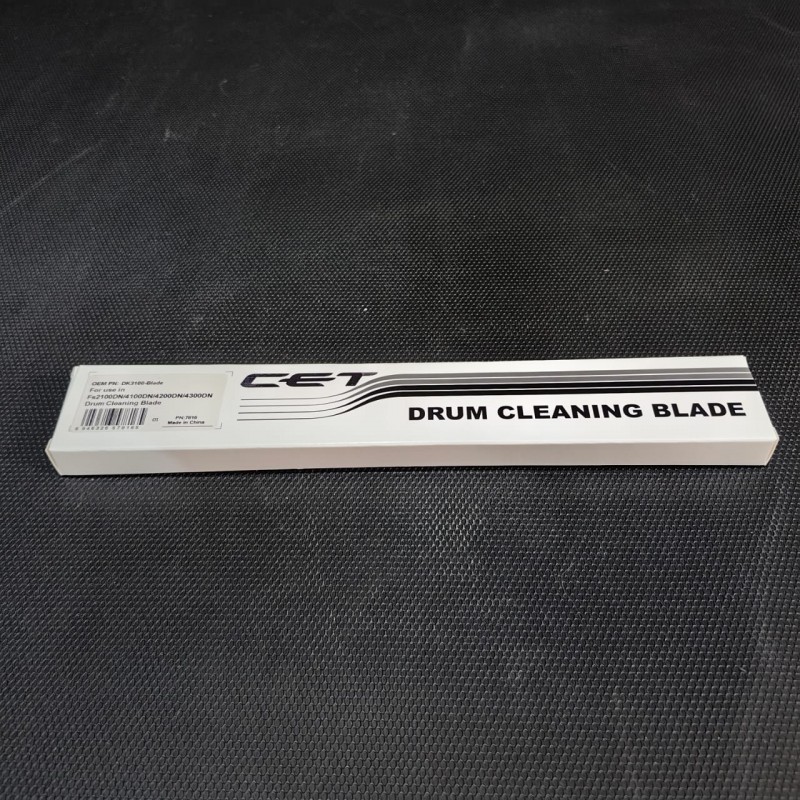 OEM PN: DK3100-Blade
For use in
Fs2100DN/4100DN/4200DN/4300DN
Drum Cleaning Blade
PN:7616
Made in China
CET
DRUM CLEANING BLADE